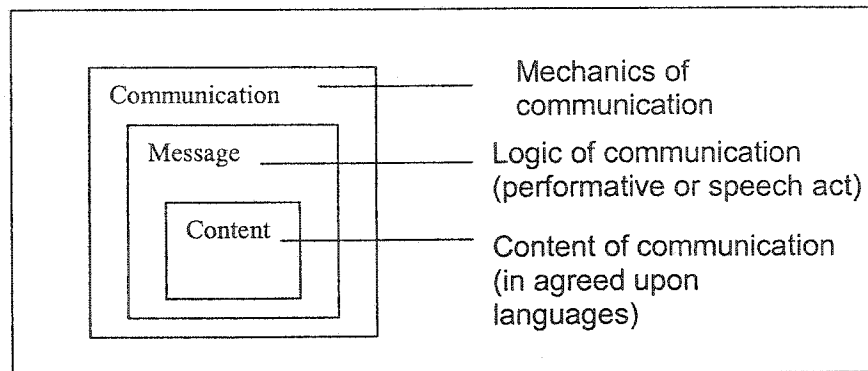 Communication
Mechanics of
communication
Message
Logic of communication
(performative or speech act)
Content
Content of communication
(in agreed upon
languages)